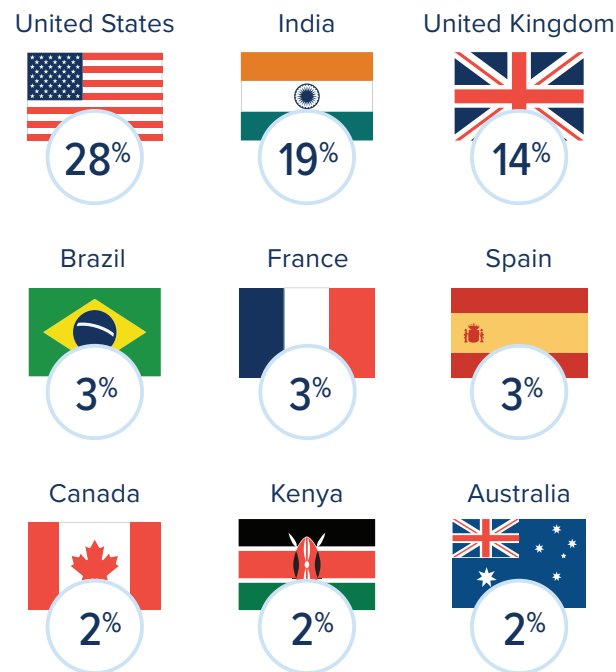 United States India United Kingdom
28% 19% 14%
Brazil France Spain
3% 3% 3%
Canada Kenya Australia
2% 2% 2%